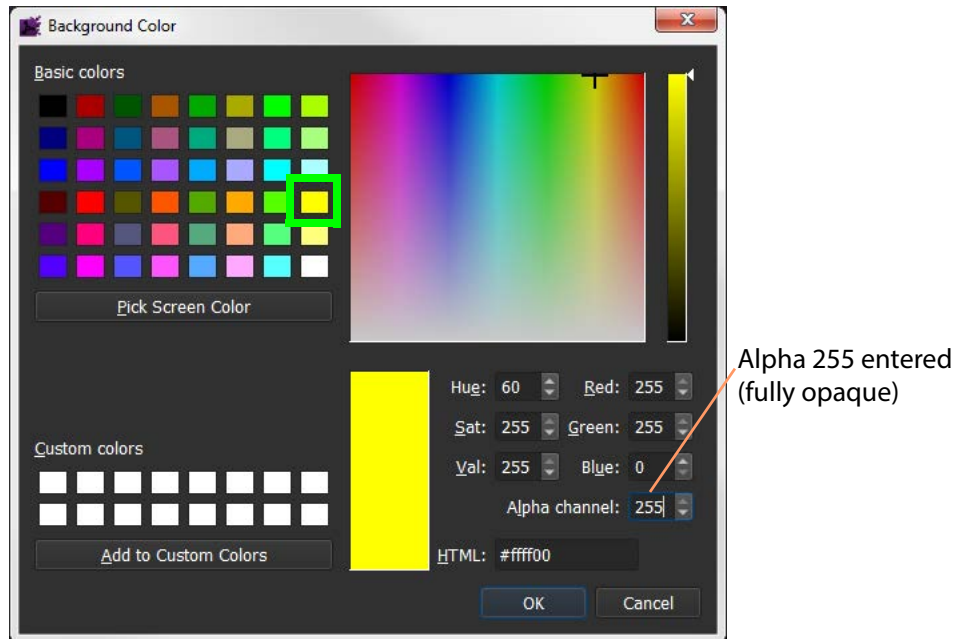 Background Color
x
Basic colors
Pick Screen Color
Hue: 60 Red: 255
Sat: 255 Green: 255
Val: 255 Blue: 0
Alpha channel: 255
HTML: #ffff00
Custom colors
Add to Custom Colors
OK Cancel
Alpha 255 entered
(fully opaque)